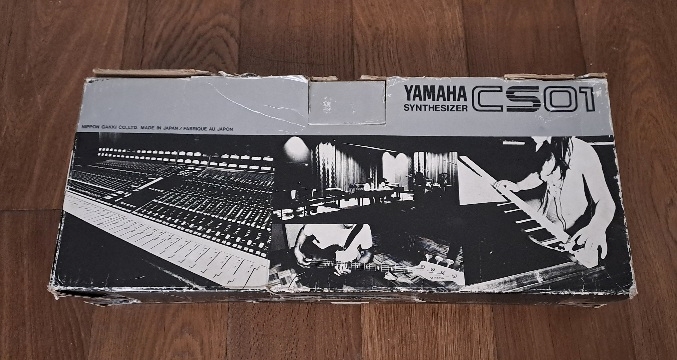 YAMAHA
SYNTHESIZER CS01
NIPPON GAKKI CO., LTD. MADE IN JAPAN / FABRIQUE AU JAPON